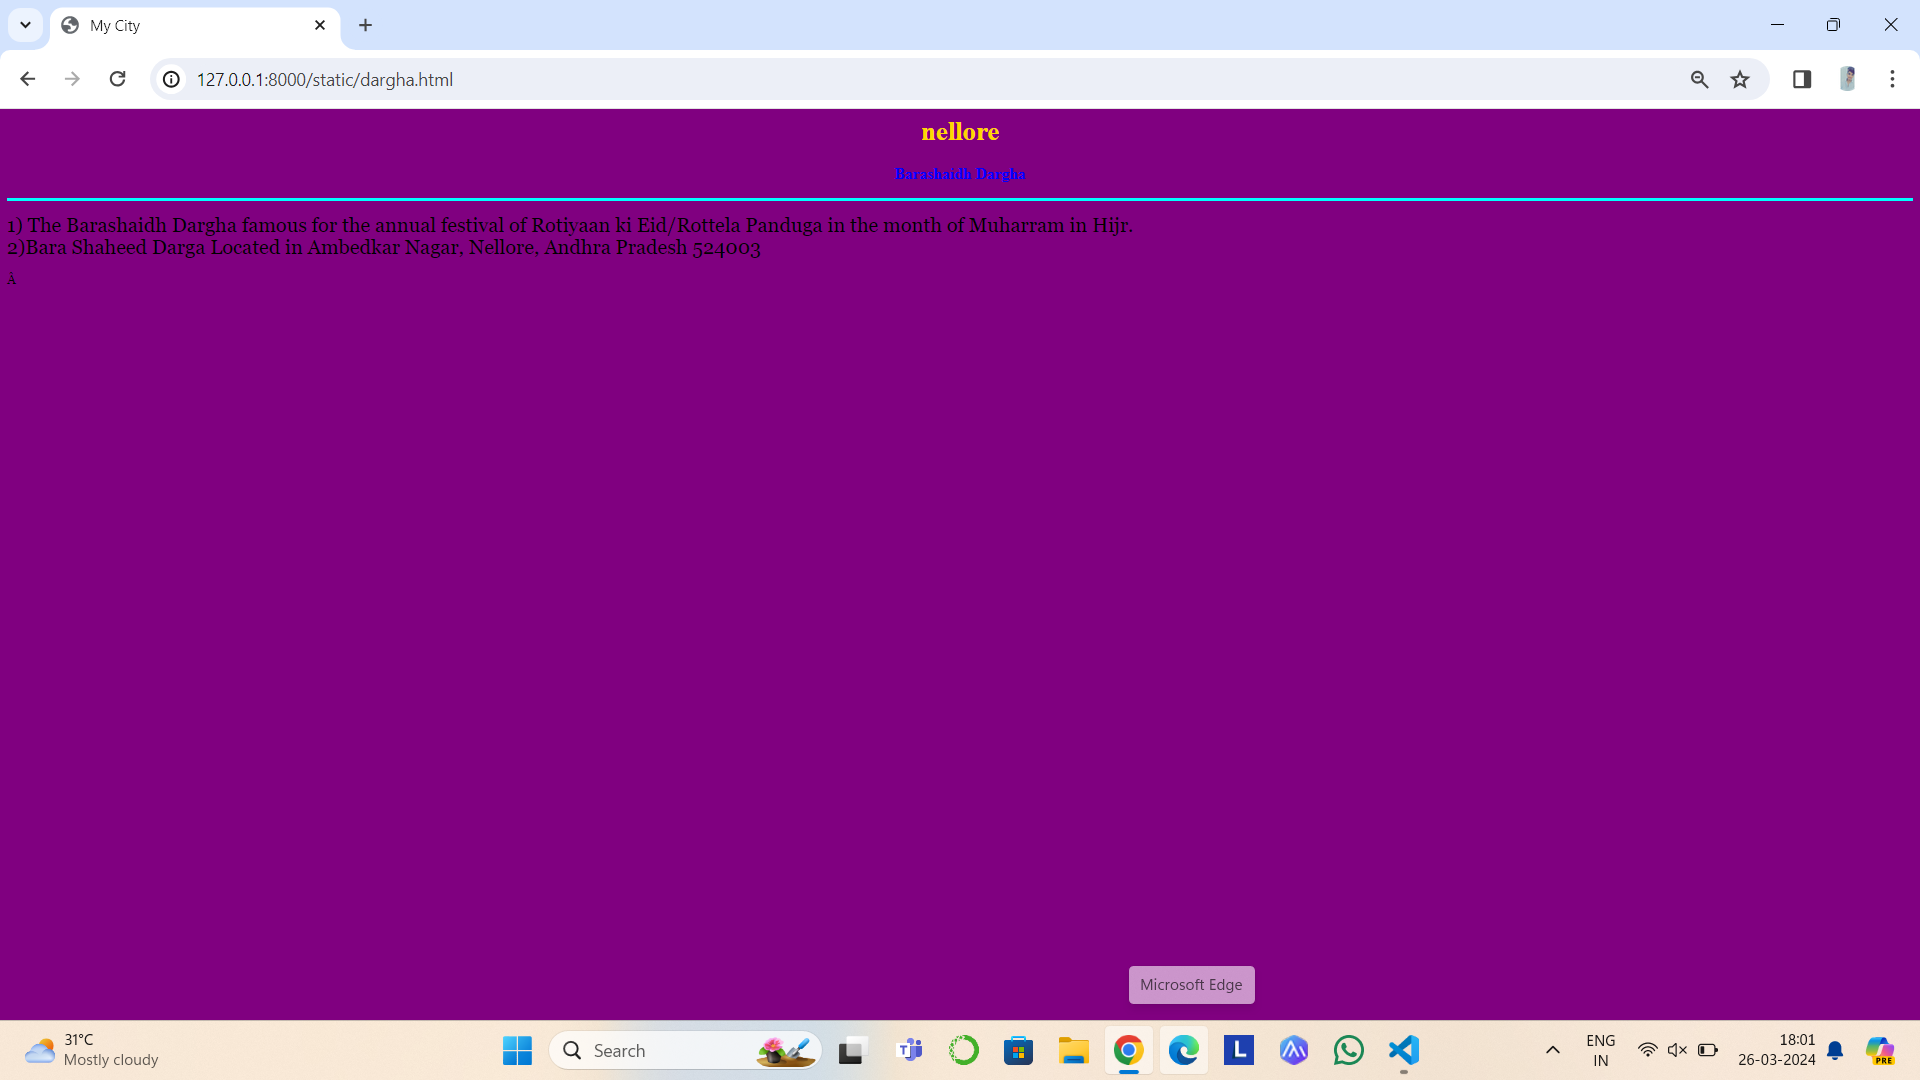 My City
127.0.0.1:8000/static/dargha.html
nellore
Barashaidh Dargha
1) The Barashaidh Dargha famous for the annual festival of Rotiyaan ki Eid/Rottela Panduga in the month of Muharram in Hijr.
2)Bara Shaheed Darga Located in Ambedkar Nagar, Nellore, Andhra Pradesh 524003
Â
Microsoft Edge
31°C
Mostly cloudy
Search
T
L
PRE
ENG
IN
18:01
26-03-2024